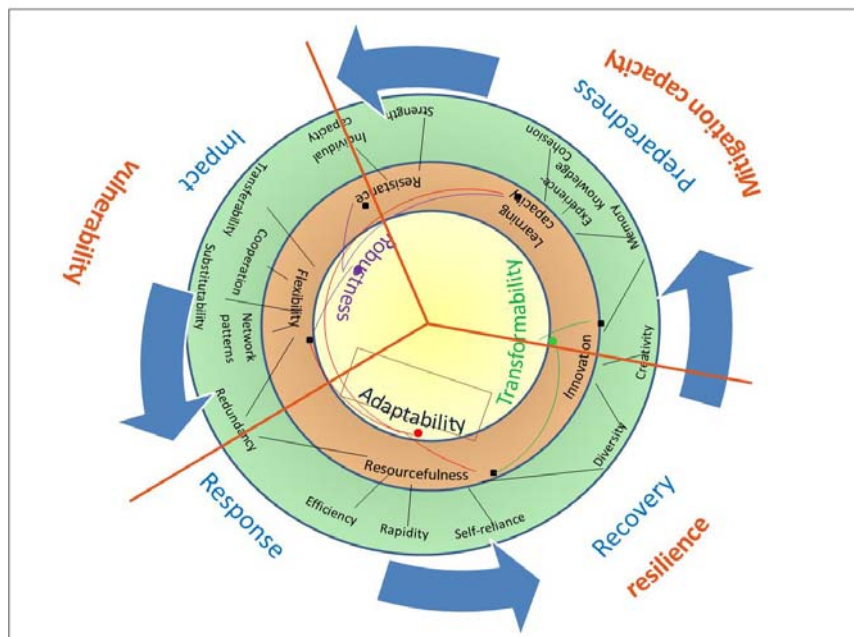 Mitigation capacity
preparedness
Impact
vulnerability
Strength
Individual
capacity
Cohesion
Knowledge
Experience-
Memory
Transferability
Cooperation
Substitutability
Network
patterns
Redundancy
Resistance
Learning
capacity
Flexibility
Robustness
Transformability
Innovation
Creativity
Adaptability
Diversity
Resourcefulness
Efficiency
Rapidity
Self-reliance
Response
Recovery
resilience